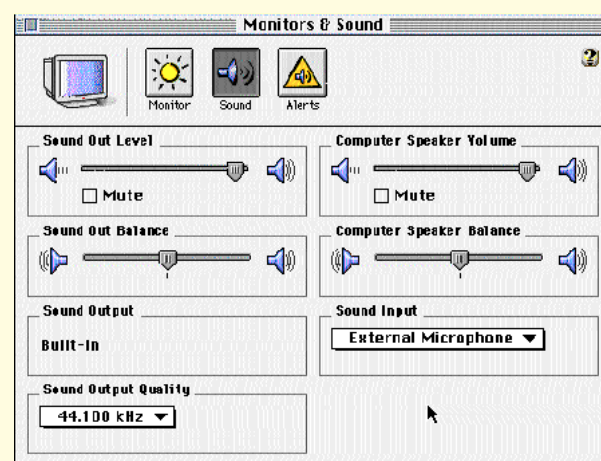 Monitors & Sound
Monitor Sound Alerts
Sound Out Level
Mute
Computer Speaker Volume
Mute
Sound Out Balance
Computer Speaker Balance
Sound Output
Built-in
Sound Input
External Microphone
Sound Output Quality
44.100 kHz